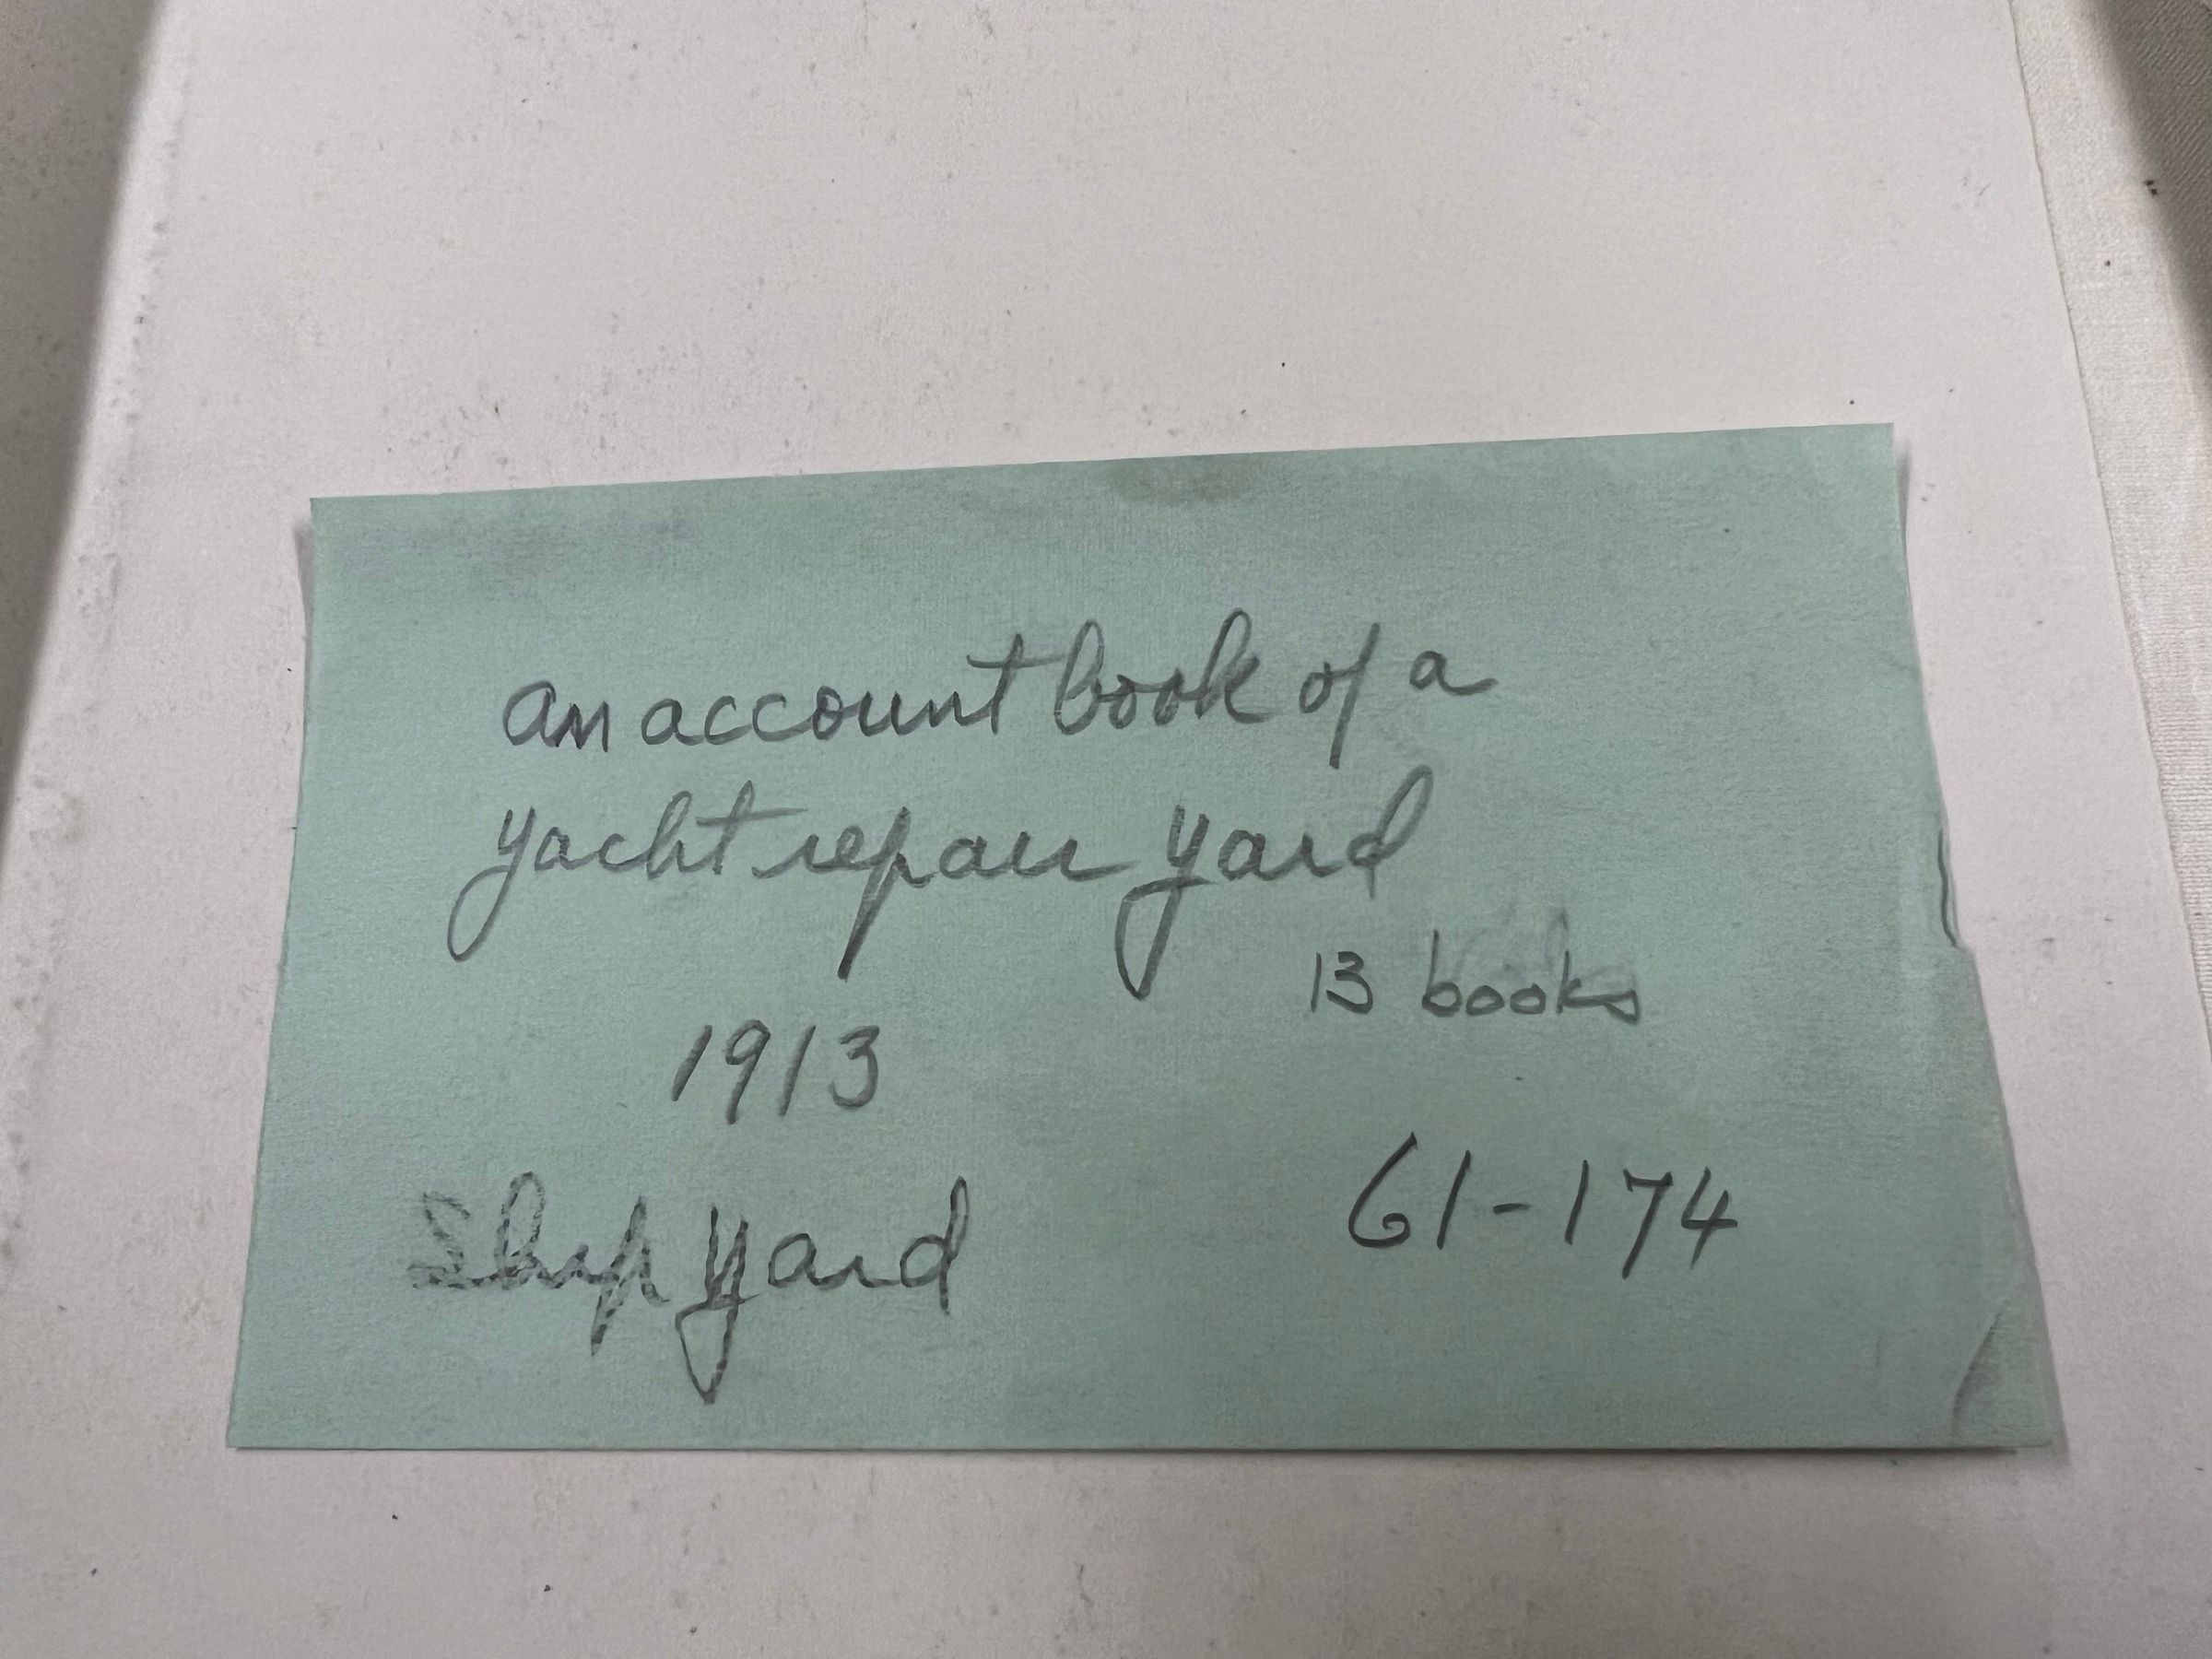 an account book of a
yacht repair yard
13 books
1913
61-174
Ship yard